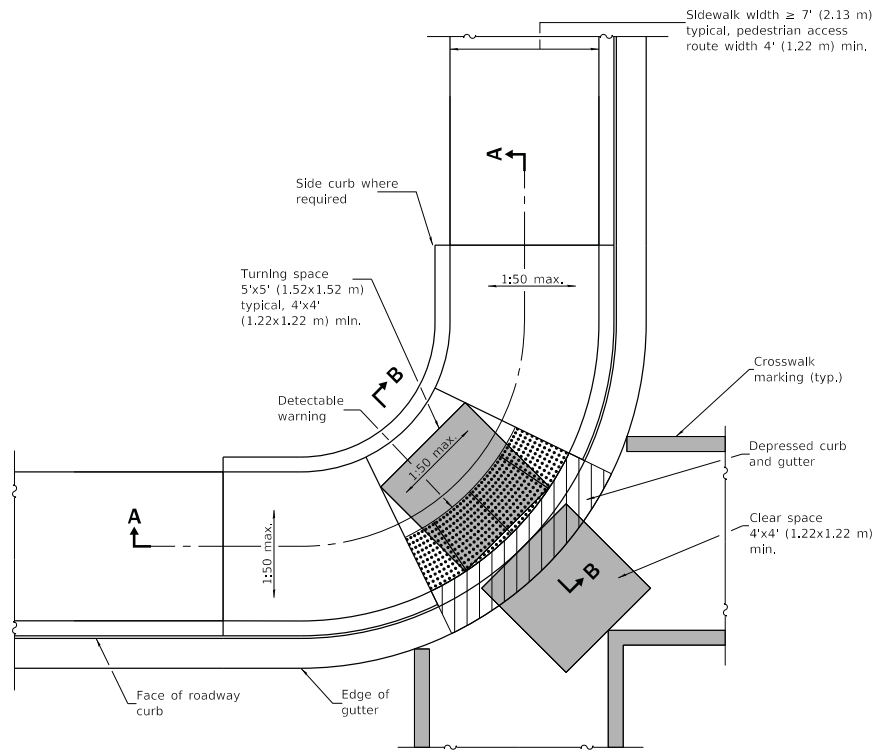 Sidewalk width ≥ 7' (2.13 m)
typical, pedestrian access
route width 4' (1.22 m) min.
A
Side curb where
required
Turning space
5'x5' (1.52x1.52 m)
typical, 4'x4'
(1.22x1.22 m) min.
1:50 max.
B
Crosswalk
marking (typ.)
Detectable
warning
1:50 max.
Depressed curb
and gutter
A
1:50 max.
Clear space
4'x4' (1.22x1.22 m)
min.
B
Face of roadway
curb
Edge of
gutter